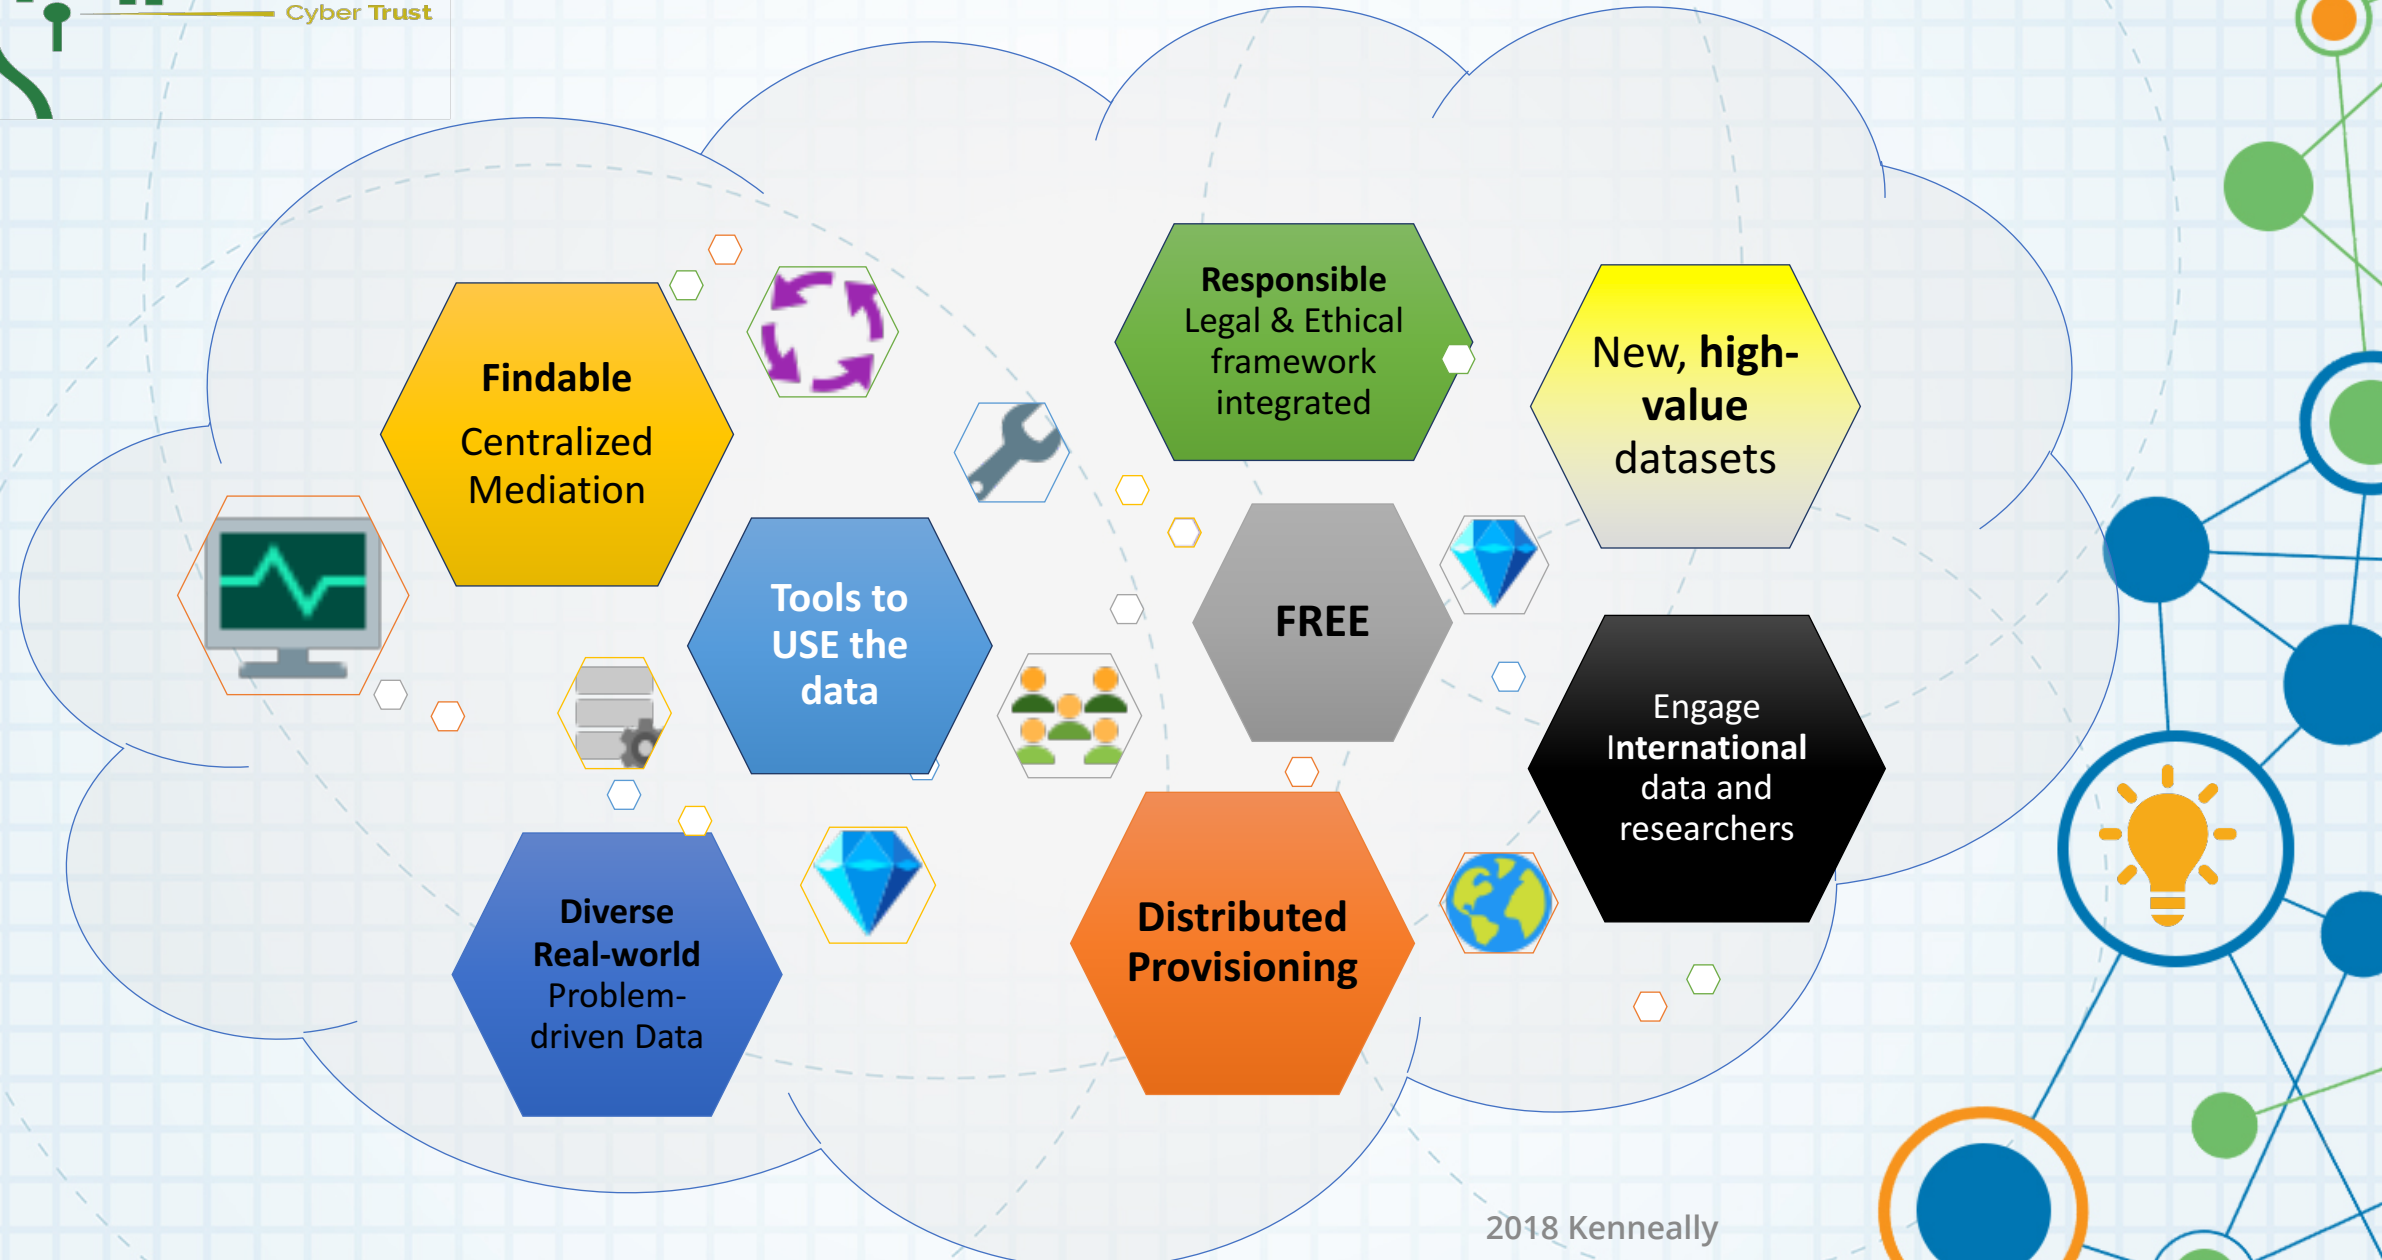 Cyber Trust
Findable
Centralized
Mediation
Responsible
Legal & Ethical
framework
integrated
New, high-
value
datasets
Tools to
USE the
data
FREE
Engage
International
data and
researchers
Diverse
Real-world
Problem-
driven Data
Distributed
Provisioning
2018 Kenneally